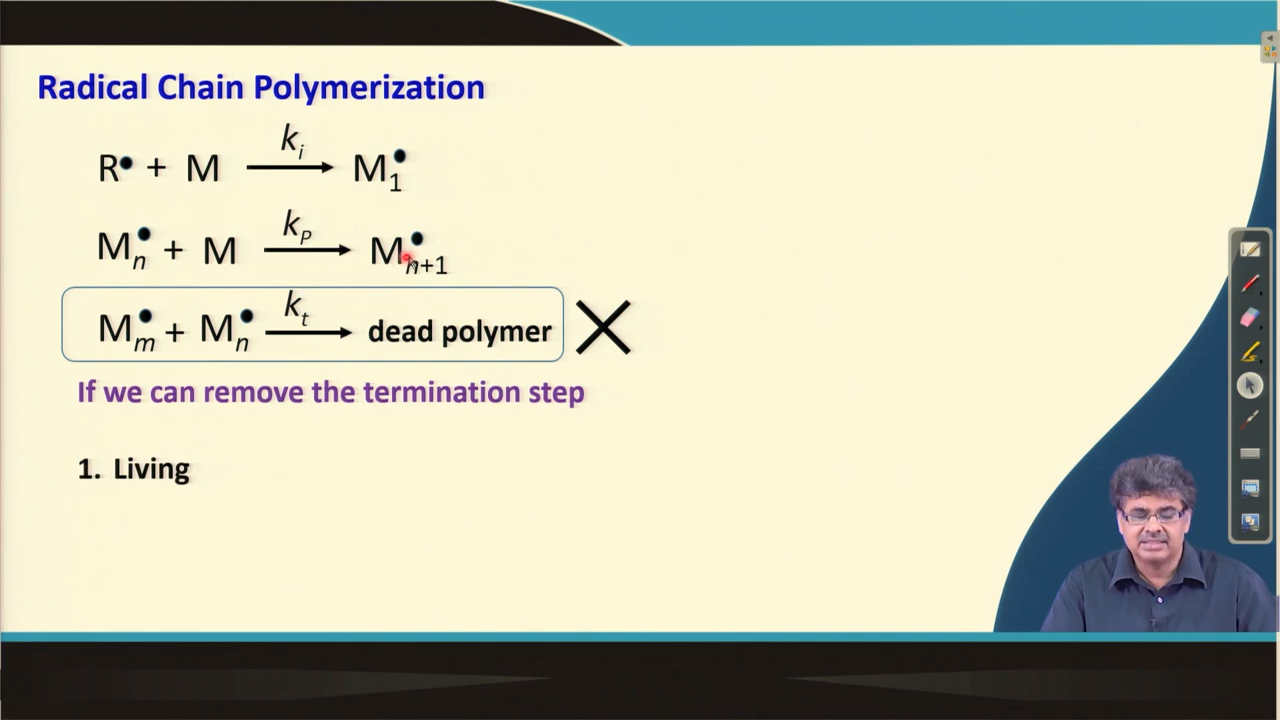 Radical Chain Polymerization
R• + M —kᵢ→ M₁•
Mₙ• + M —k_P→ Mₙ₊₁•
Mₘ• + Mₙ• —kₜ→ dead polymer ✕
If we can remove the termination step
1. Living